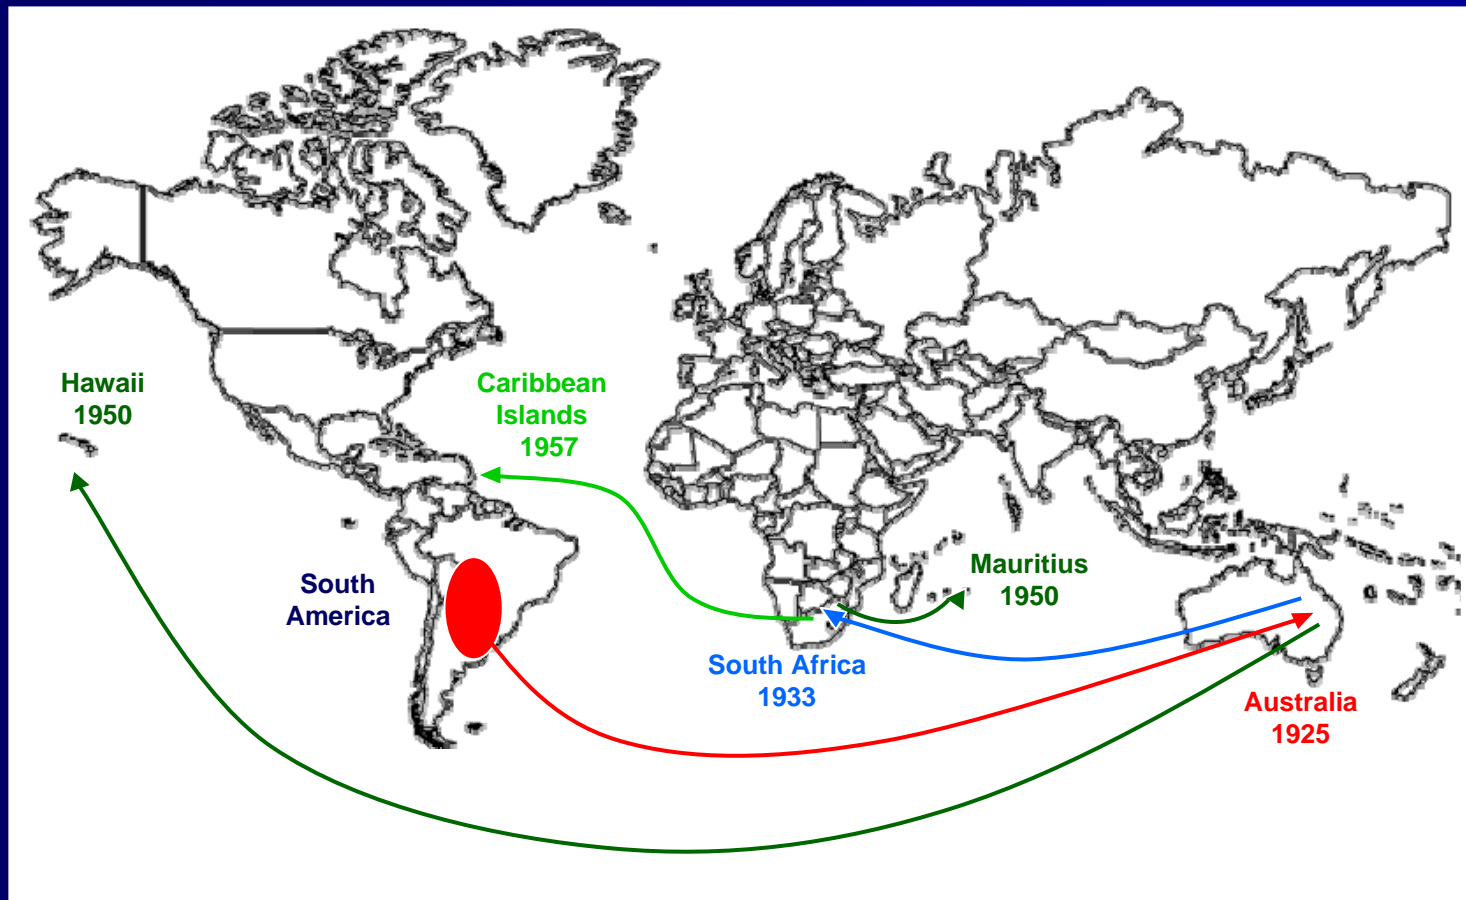 Hawaii
1950
Caribbean
Islands
1957
South
America
Mauritius
1950
South Africa
1933
Australia
1925